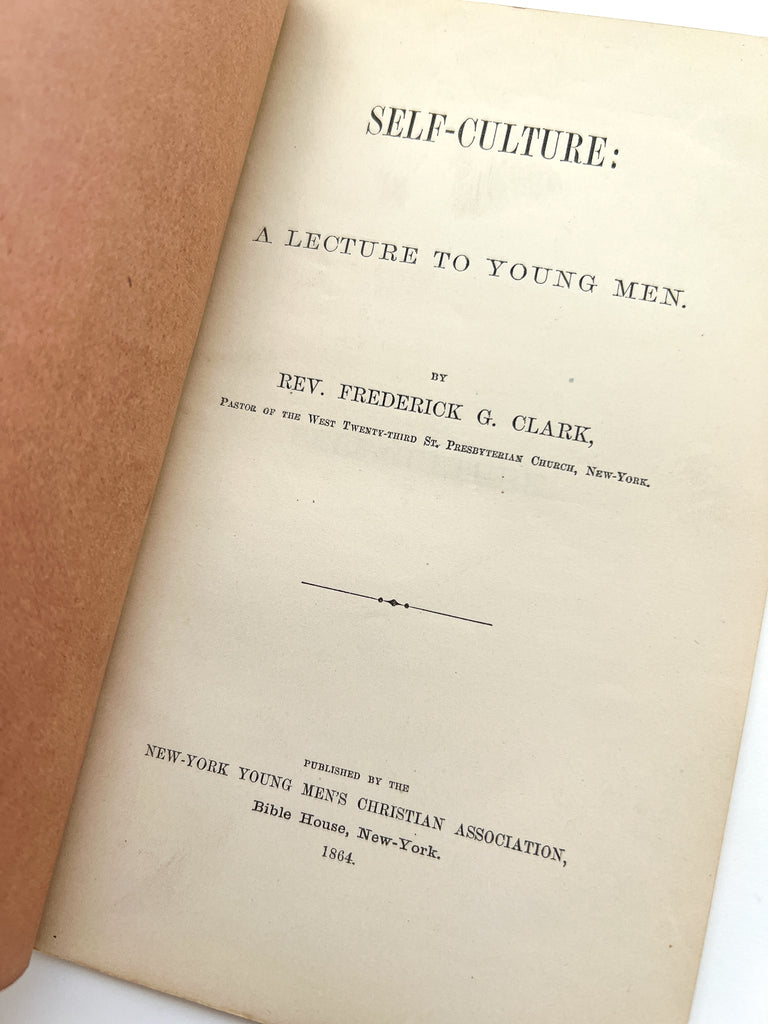 SELF-CULTURE:
A LECTURE TO YOUNG MEN.
BY
REV. FREDERICK G. CLARK,
PASTOR OF THE WEST TWENTY-THIRD ST. PRESBYTERIAN CHURCH, NEW-YORK.
PUBLISHED BY THE
NEW-YORK YOUNG MEN'S CHRISTIAN ASSOCIATION,
Bible House, New-York.
1864.